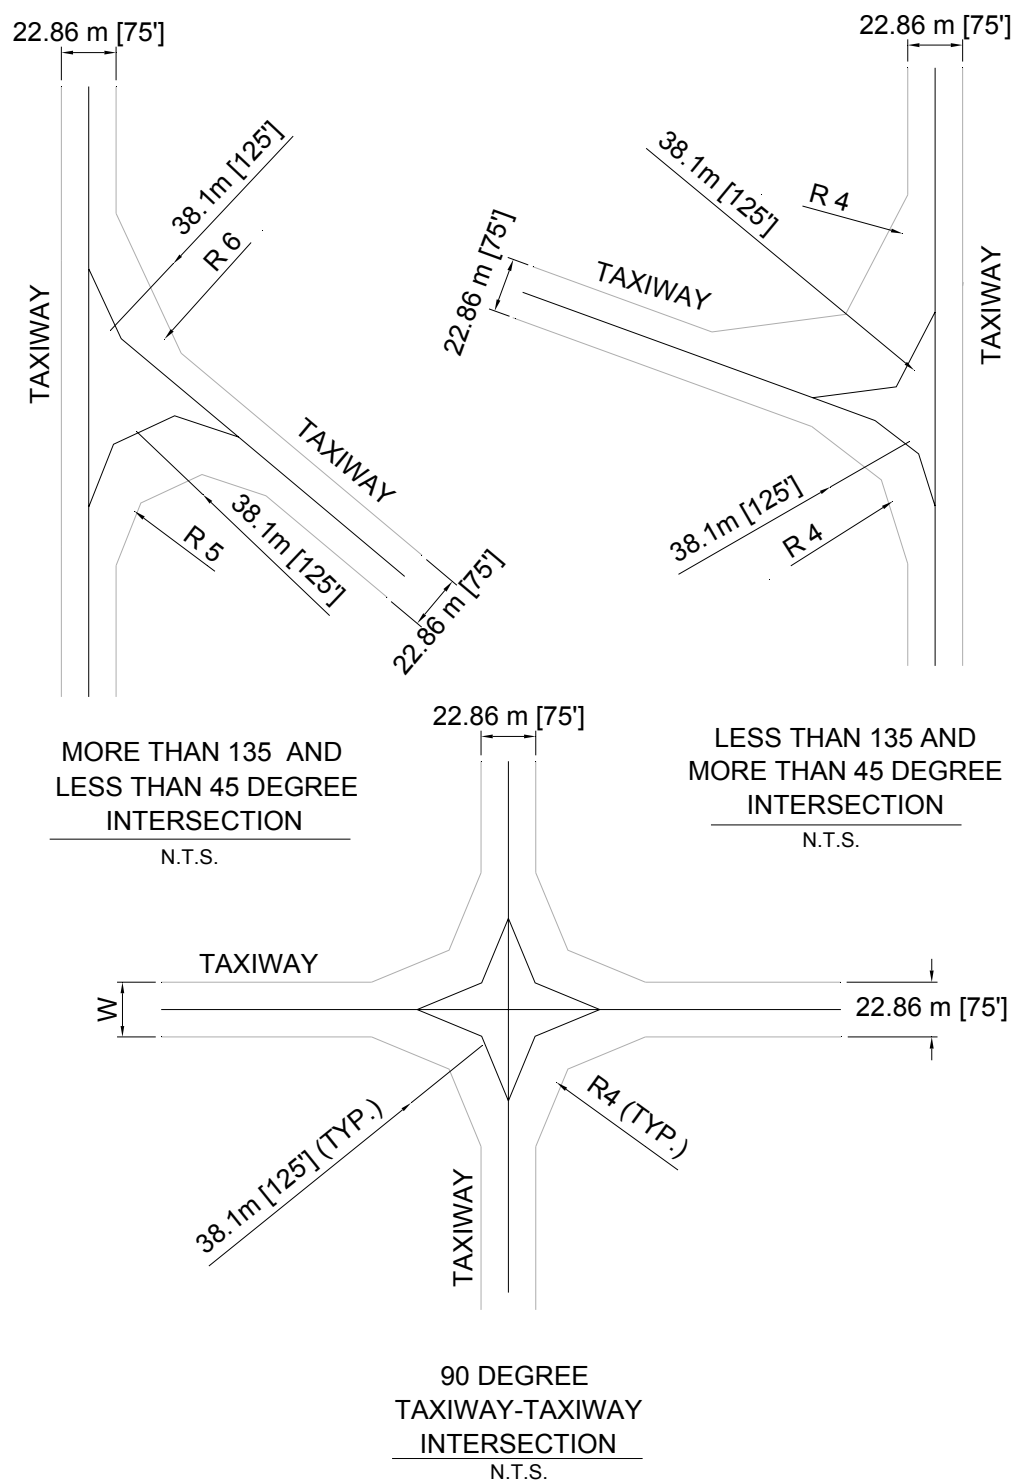 22.86 m [75']
38.1m [125']
R 6
TAXIWAY
TAXIWAY
38.1m [125']
R 5
22.86 m [75']
MORE THAN 135 AND
LESS THAN 45 DEGREE
INTERSECTION
N.T.S.
22.86 m [75']
38.1m [125']
R 4
22.86 m [75']
TAXIWAY
TAXIWAY
38.1m [125']
R 4
LESS THAN 135 AND
MORE THAN 45 DEGREE
INTERSECTION
N.T.S.
22.86 m [75']
TAXIWAY
W
22.86 m [75']
38.1m [125'] (TYP.)
R4 (TYP.)
TAXIWAY
90 DEGREE
TAXIWAY-TAXIWAY
INTERSECTION
N.T.S.